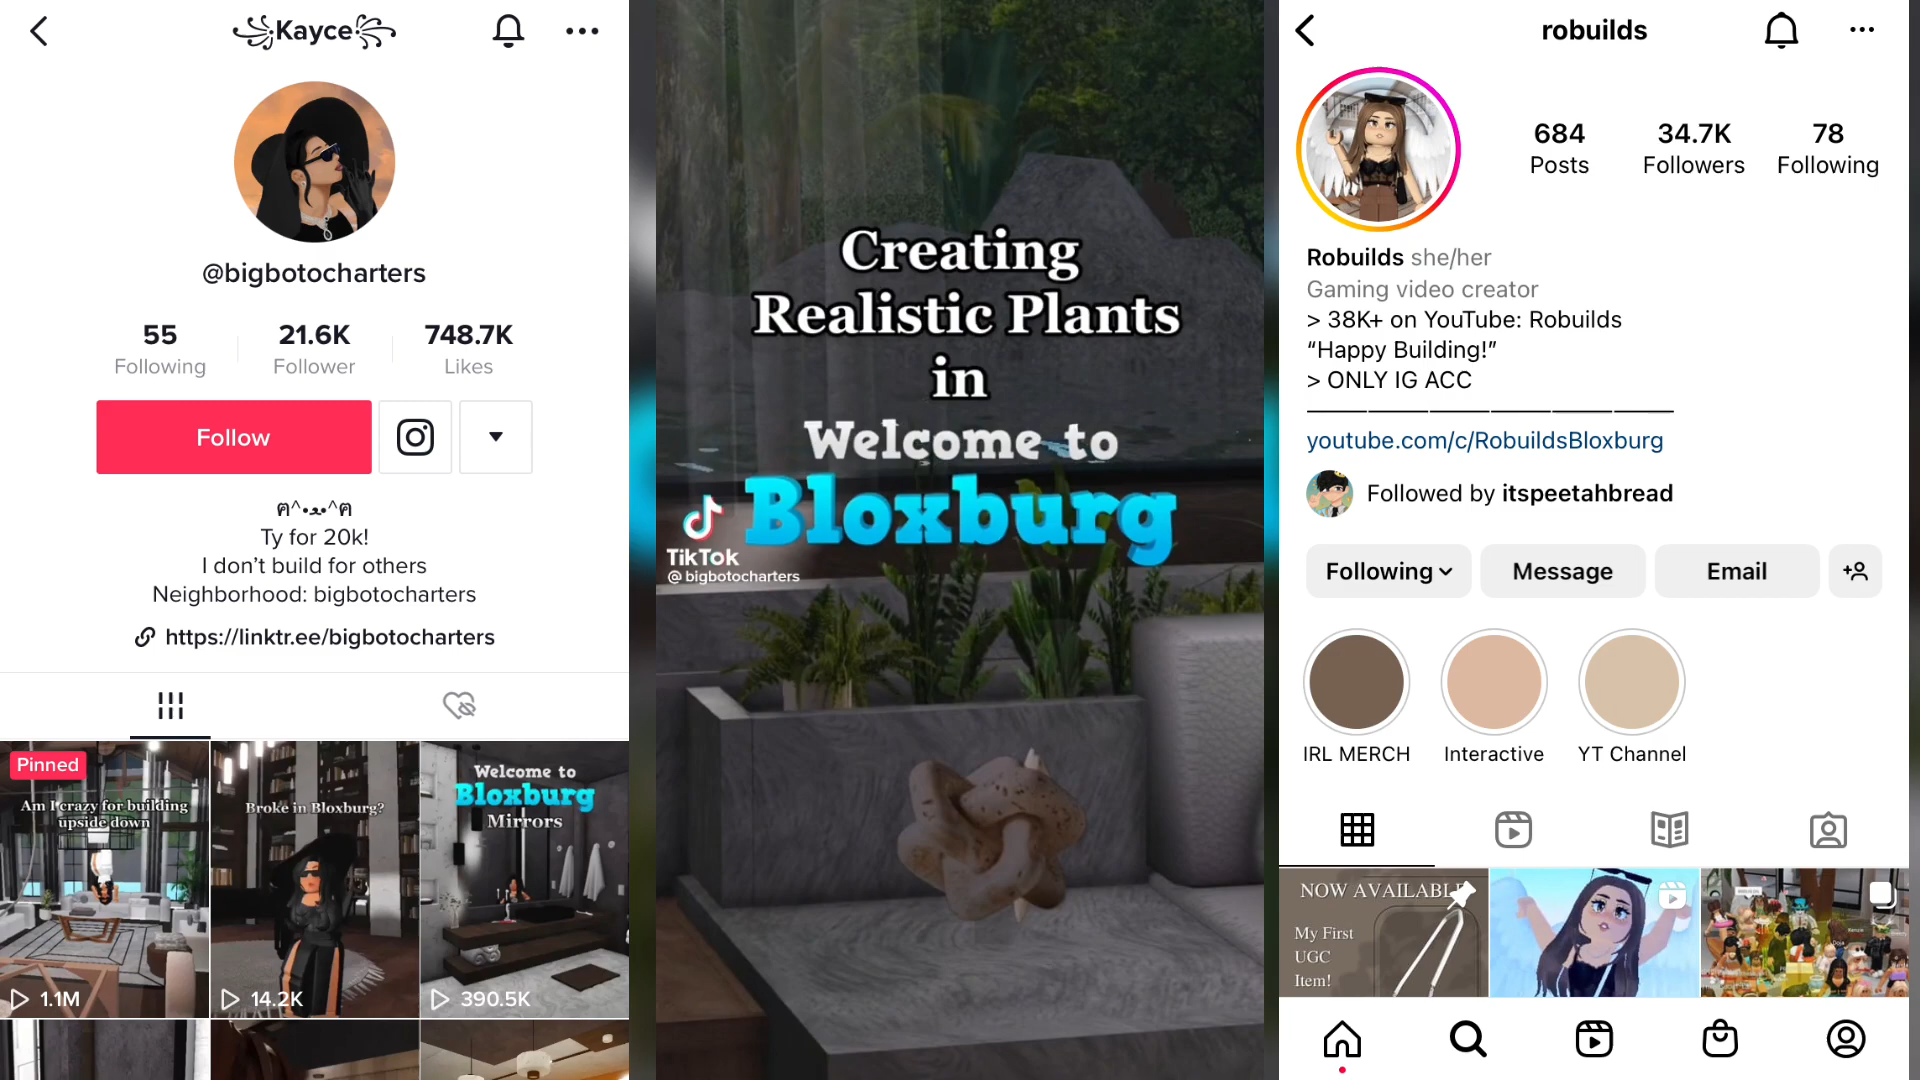 ꧁Kayce꧂
@bigbotocharters
55
Following
21.6K
Follower
748.7K
Likes
Follow
ฅ^•ﻌ•^ฅ
Ty for 20k!
I don’t build for others
Neighborhood: bigbotocharters
https://linktr.ee/bigbotocharters
Pinned
Am I crazy for building
upside down
1.1M
Broke in Bloxburg?
14.2K
Welcome to
Bloxburg
Mirrors
390.5K
Creating
Realistic Plants
in
Welcome to
Bloxburg
TikTok
@bigbotocharters
robuilds
684
Posts
34.7K
Followers
78
Following
Robuilds she/her
Gaming video creator
> 38K+ on YouTube: Robuilds
“Happy Building!”
> ONLY IG ACC
youtube.com/c/RobuildsBloxburg
Followed by itspeetahbread
Following
Message
Email
IRL MERCH
Interactive
YT Channel
NOW AVAILABLE
My First
UGC
Item!